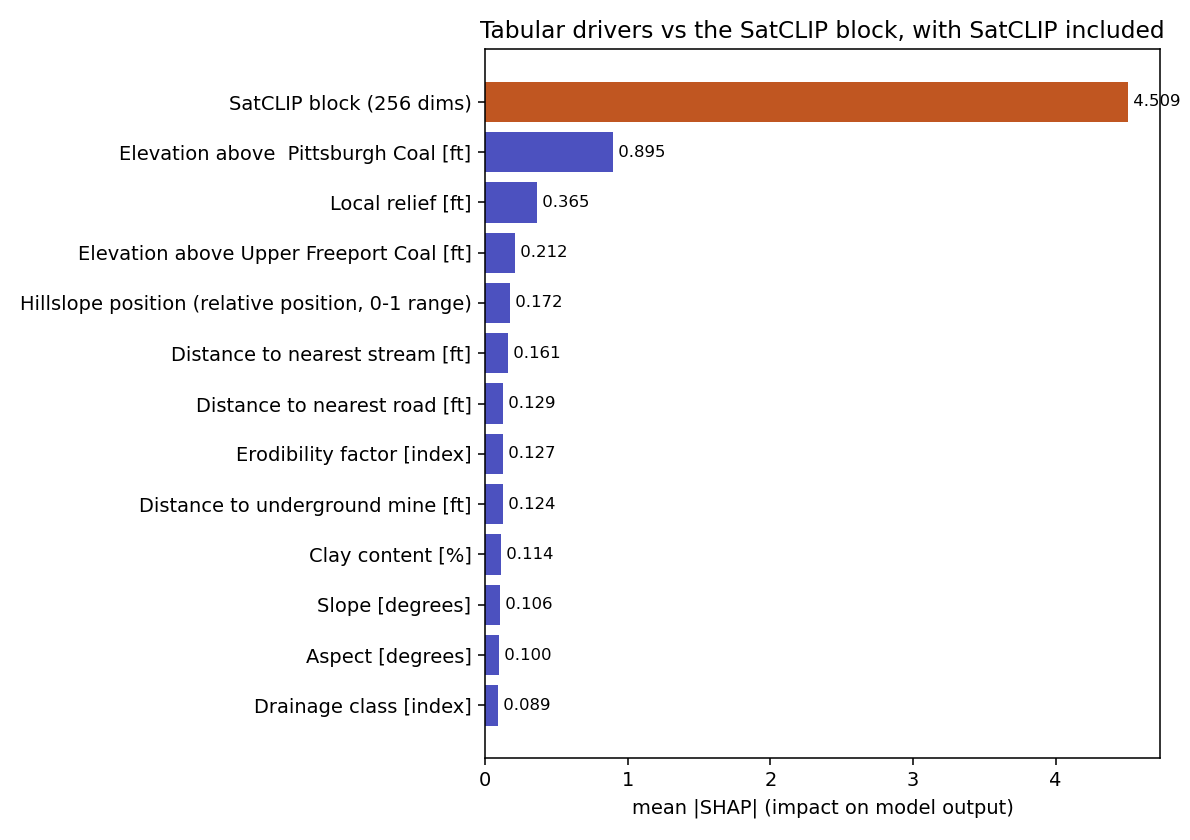 Tabular drivers vs the SatCLIP block, with SatCLIP included
SatCLIP block (256 dims) 4.509
Elevation above  Pittsburgh Coal [ft] 0.895
Local relief [ft] 0.365
Elevation above Upper Freeport Coal [ft] 0.212
Hillslope position (relative position, 0-1 range) 0.172
Distance to nearest stream [ft] 0.161
Distance to nearest road [ft] 0.129
Erodibility factor [index] 0.127
Distance to underground mine [ft] 0.124
Clay content [%] 0.114
Slope [degrees] 0.106
Aspect [degrees] 0.100
Drainage class [index] 0.089
0 1 2 3 4
mean |SHAP| (impact on model output)